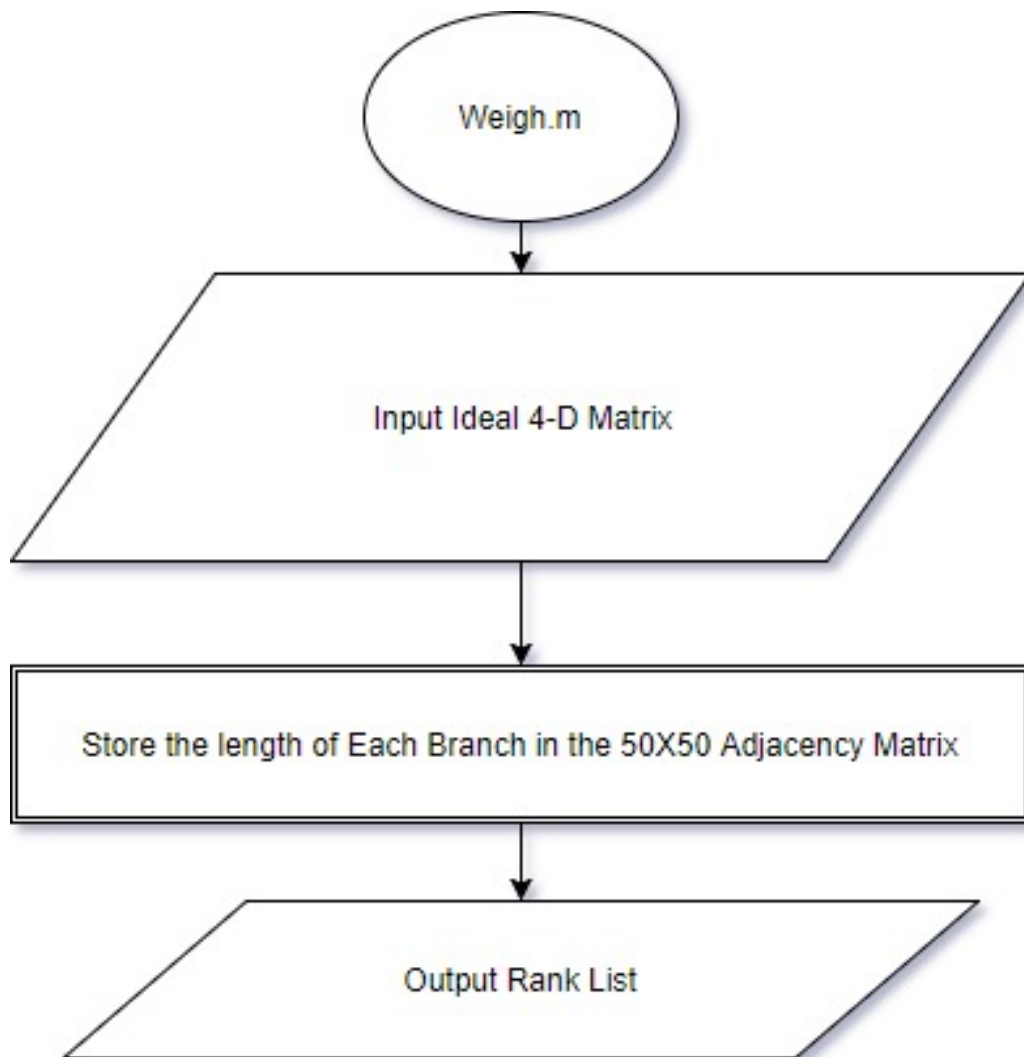 Weigh.m
Input Ideal 4-D Matrix
Store the length of Each Branch in the 50X50 Adjacency Matrix
Output Rank List